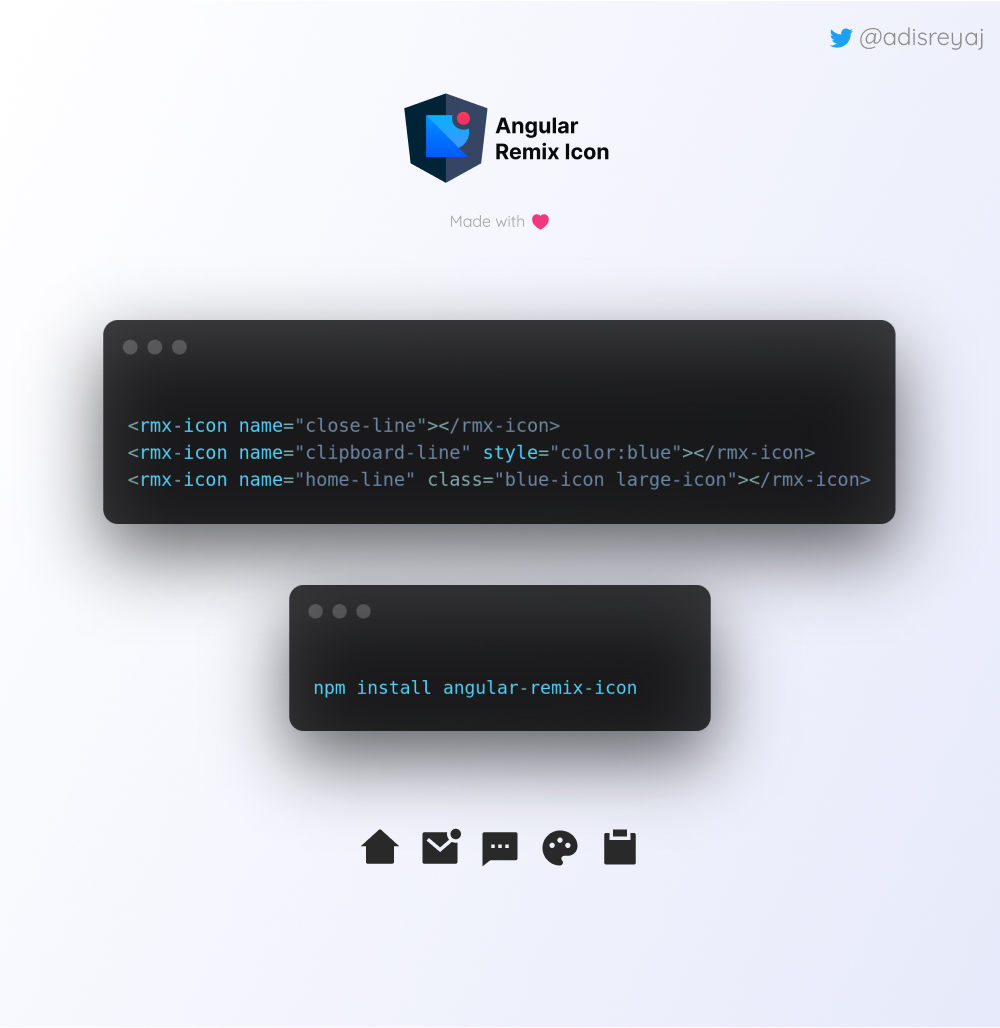 @adisreyaj
Angular
Remix Icon
Made with
<rmx-icon name="close-line"></rmx-icon>
<rmx-icon name="clipboard-line" style="color:blue"></rmx-icon>
<rmx-icon name="home-line" class="blue-icon large-icon"></rmx-icon>
npm install angular-remix-icon